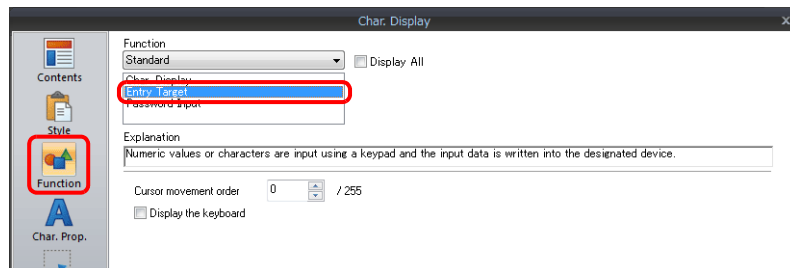 Char. Display
Contents
Style
Function
Char. Prop.
Function
Standard
Display All
Char. Display
Entry Target
Password Input
Explanation
Numeric values or characters are input using a keypad and the input data is written into the designated device.
Cursor movement order 0 / 255
Display the keyboard